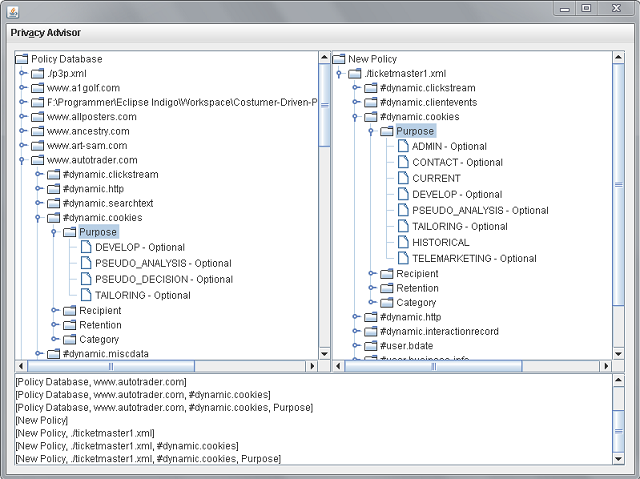 Privacy Advisor
Policy Database
./p3p.xml
www.a1golf.com
F:\Programmer\Eclipse Indigo\Workspace\Costumer-Driven-P
www.allposters.com
www.ancestry.com
www.art-sam.com
www.autotrader.com
#dynamic.clickstream
#dynamic.http
#dynamic.searchtext
#dynamic.cookies
Purpose
DEVELOP - Optional
PSEUDO_ANALYSIS - Optional
PSEUDO_DECISION - Optional
TAILORING - Optional
Recipient
Retention
Category
#dynamic.miscdata
New Policy
./ticketmaster1.xml
#dynamic.clickstream
#dynamic.clientevents
#dynamic.cookies
Purpose
ADMIN - Optional
CONTACT - Optional
CURRENT
DEVELOP - Optional
PSEUDO_ANALYSIS - Optional
TAILORING - Optional
HISTORICAL
TELEMARKETING - Optional
Recipient
Retention
Category
#dynamic.http
#dynamic.interactionrecord
#user.bdate
#user.business-info
[Policy Database, www.autotrader.com]
[Policy Database, www.autotrader.com, #dynamic.cookies]
[Policy Database, www.autotrader.com, #dynamic.cookies, Purpose]
[New Policy]
[New Policy, ./ticketmaster1.xml]
[New Policy, ./ticketmaster1.xml, #dynamic.cookies]
[New Policy, ./ticketmaster1.xml, #dynamic.cookies, Purpose]